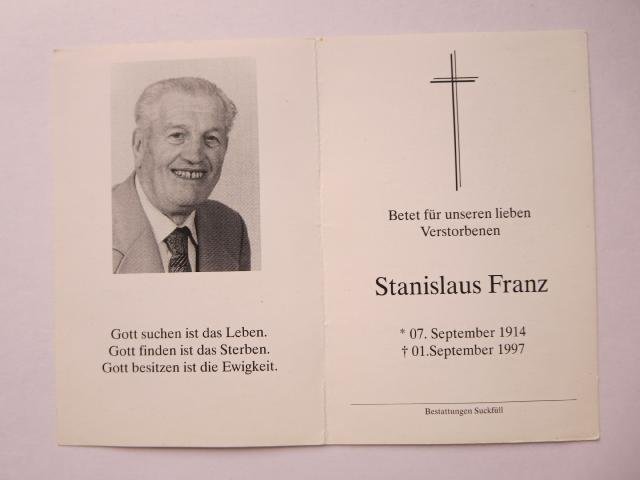 Gott suchen ist das Leben.
Gott finden ist das Sterben.
Gott besitzen ist die Ewigkeit.
Betet für unseren lieben
Verstorbenen
Stanislaus Franz
* 07. September 1914
† 01.September 1997
Bestattungen Suckfüll